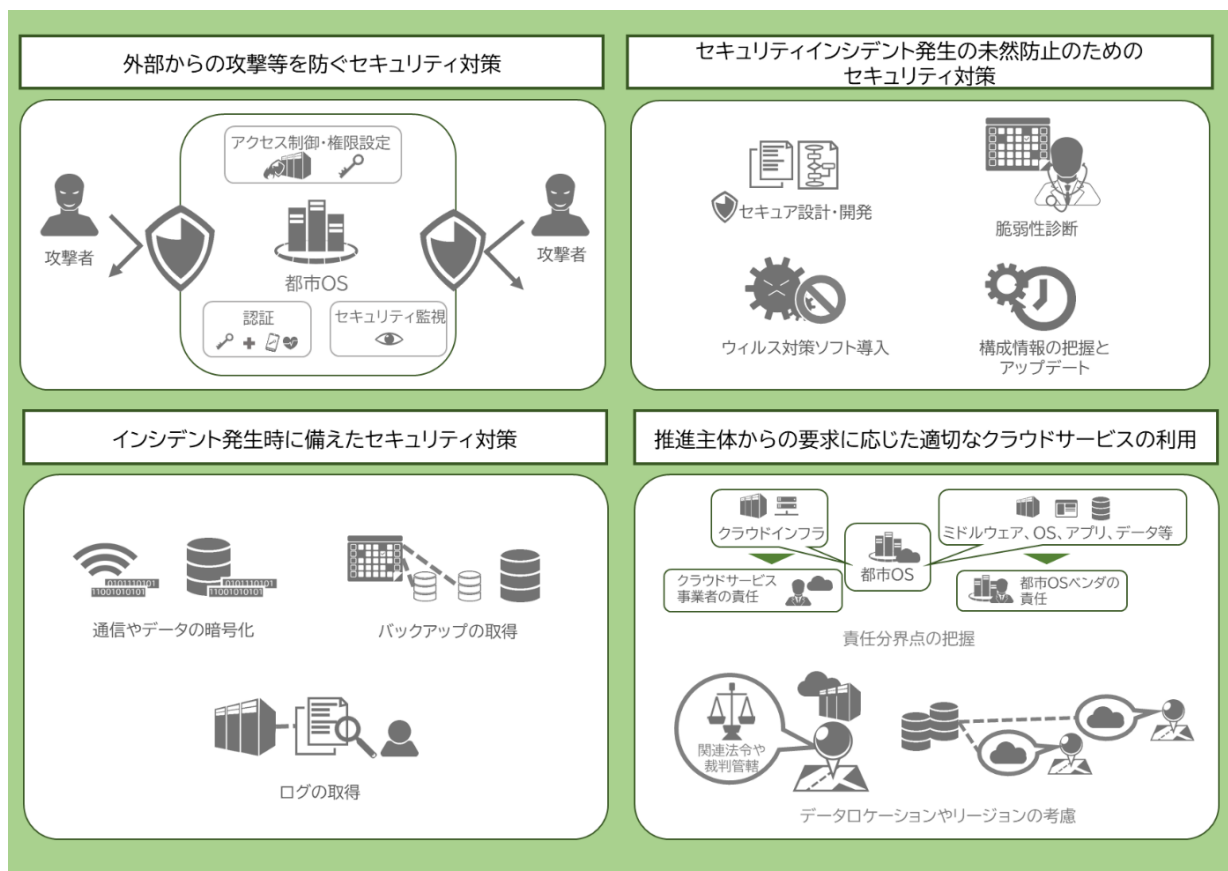 外部からの攻撃等を防ぐセキュリティ対策
アクセス制御・権限設定
攻撃者
都市OS
攻撃者
認証
セキュリティ監視
セキュリティインシデント発生の未然防止のための
セキュリティ対策
セキュア設計・開発
脆弱性診断
ウィルス対策ソフト導入
構成情報の把握と
アップデート
インシデント発生時に備えたセキュリティ対策
01011110101
11001010101
01011110101
11001010101
通信やデータの暗号化
バックアップの取得
ログの取得
推進主体からの要求に応じた適切なクラウドサービスの利用
クラウドインフラ
ミドルウェア、OS、アプリ、データ等
都市OS
クラウドサービス
事業者の責任
都市OSベンダの
責任
責任分界点の把握
関連法令や
裁判管轄
データロケーションやリージョンの考慮